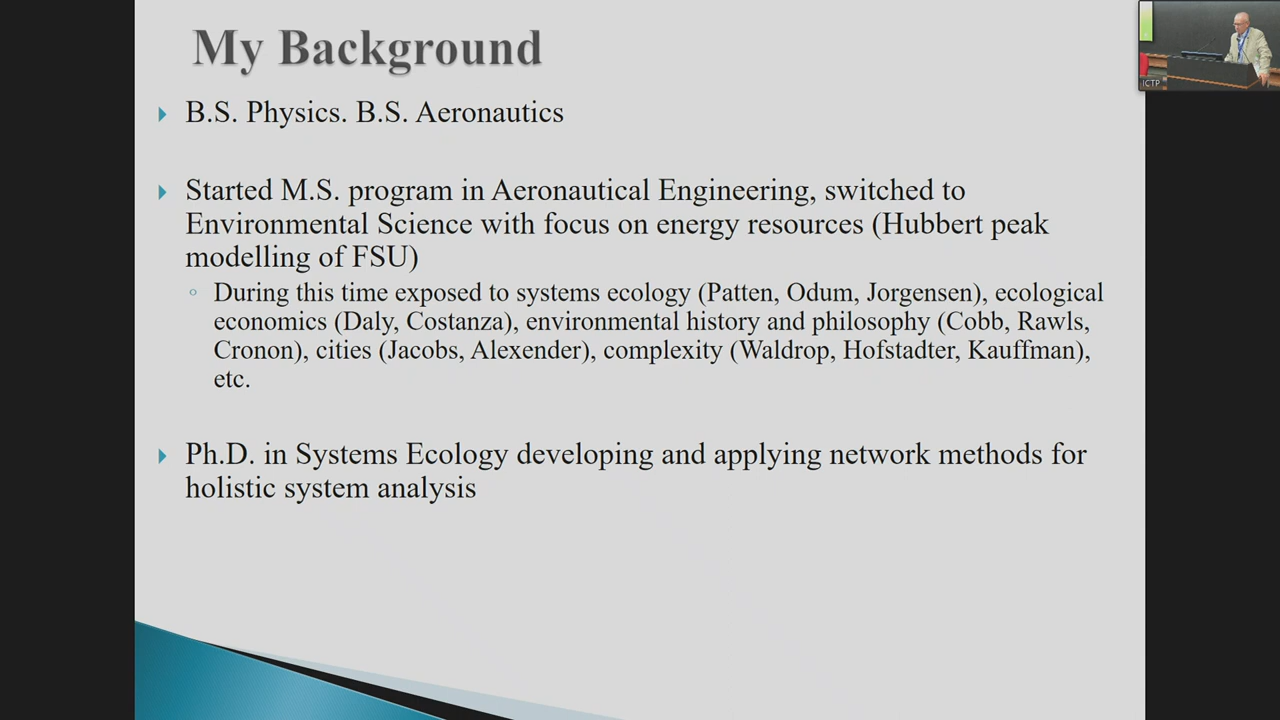 My Background
B.S. Physics. B.S. Aeronautics
Started M.S. program in Aeronautical Engineering, switched to
Environmental Science with focus on energy resources (Hubbert peak
modelling of FSU)
During this time exposed to systems ecology (Patten, Odum, Jorgensen), ecological
economics (Daly, Costanza), environmental history and philosophy (Cobb, Rawls,
Cronon), cities (Jacobs, Alexender), complexity (Waldrop, Hofstadter, Kauffman),
etc.
Ph.D. in Systems Ecology developing and applying network methods for
holistic system analysis
ICTP